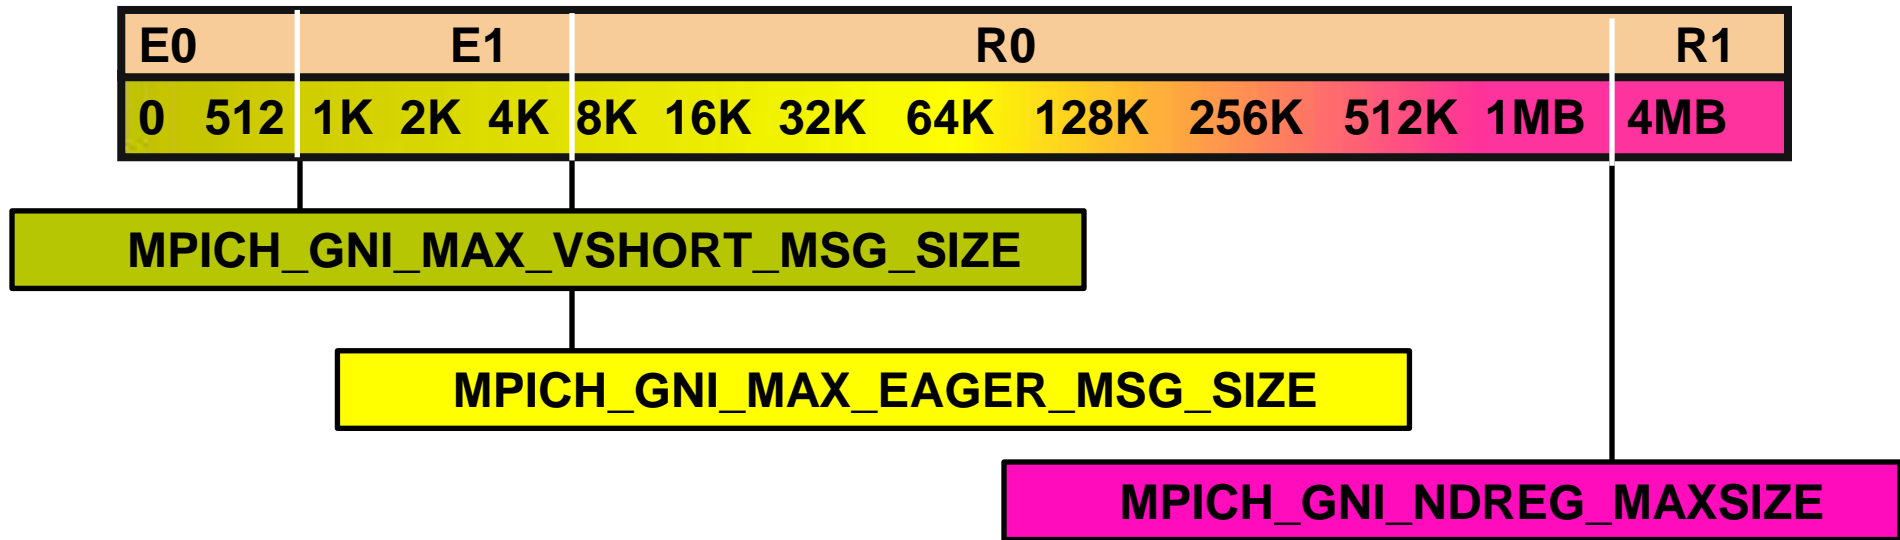 E0 E1 R0 R1
0 512 1K 2K 4K 8K 16K 32K 64K 128K 256K 512K 1MB 4MB
MPICH_GNI_MAX_VSHORT_MSG_SIZE
MPICH_GNI_MAX_EAGER_MSG_SIZE
MPICH_GNI_NDREG_MAXSIZE